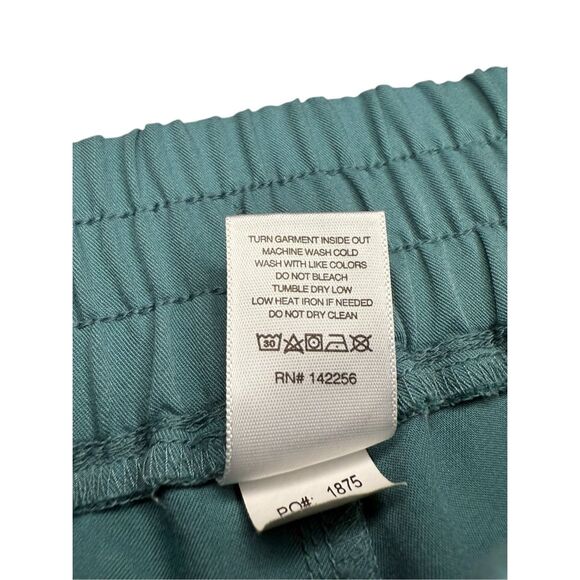 TURN GARMENT INSIDE OUT
MACHINE WASH COLD
WASH WITH LIKE COLORS
DO NOT BLEACH
TUMBLE DRY LOW
LOW HEAT IRON IF NEEDED
DO NOT DRY CLEAN
30
RN# 142256
PO#: 1875